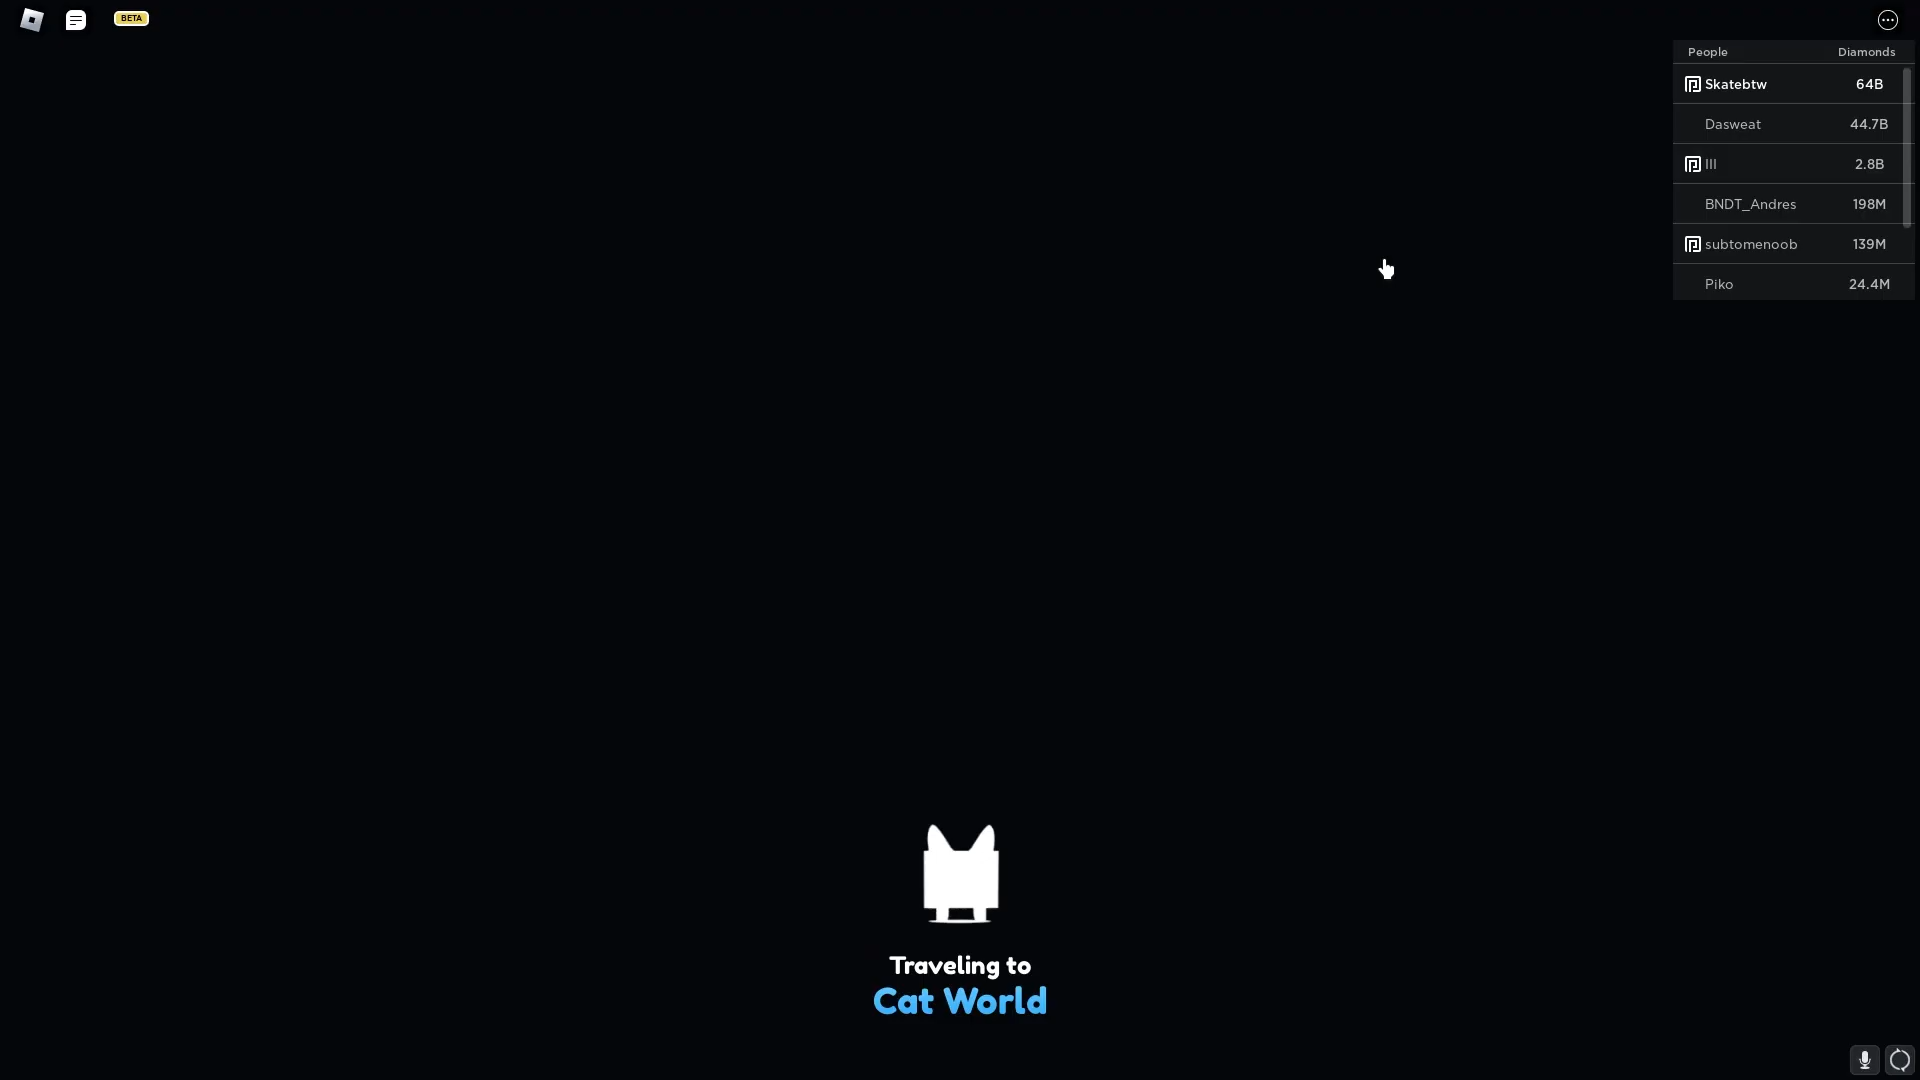 BETA
People Diamonds
Skatebtw 64B
Dasweat 44.7B
III 2.8B
BNDT_Andres 198M
subtomenoob 139M
Piko 24.4M
Traveling to
Cat World